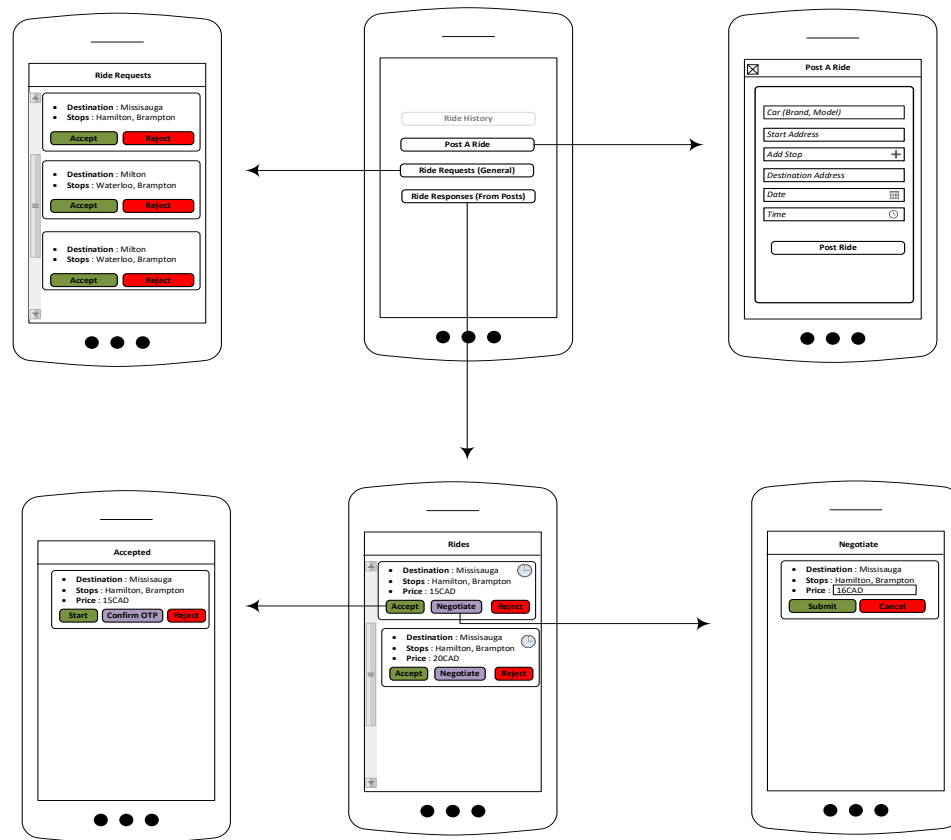 Ride Requests
• Destination : Missisauga
• Stops : Hamilton, Brampton
Accept Reject
• Destination : Milton
• Stops : Waterloo, Brampton
Accept Reject
• Destination : Milton
• Stops : Waterloo, Brampton
Accept Reject
Ride History
Post A Ride
Ride Requests (General)
Ride Responses (From Posts)
Post A Ride
Car (Brand, Model)
Start Address
Add Stop
Destination Address
Date
Time
Post Ride
Accepted
• Destination : Missisauga
• Stops : Hamilton, Brampton
• Price : 15CAD
Start Confirm OTP Reject
Rides
• Destination : Missisauga
• Stops : Hamilton, Brampton
• Price : 15CAD
Accept Negotiate Reject
• Destination : Missisauga
• Stops : Hamilton, Brampton
• Price : 20CAD
Accept Negotiate Reject
Negotiate
• Destination : Missisauga
• Stops : Hamilton, Brampton
• Price : 16CAD
Submit Cancel